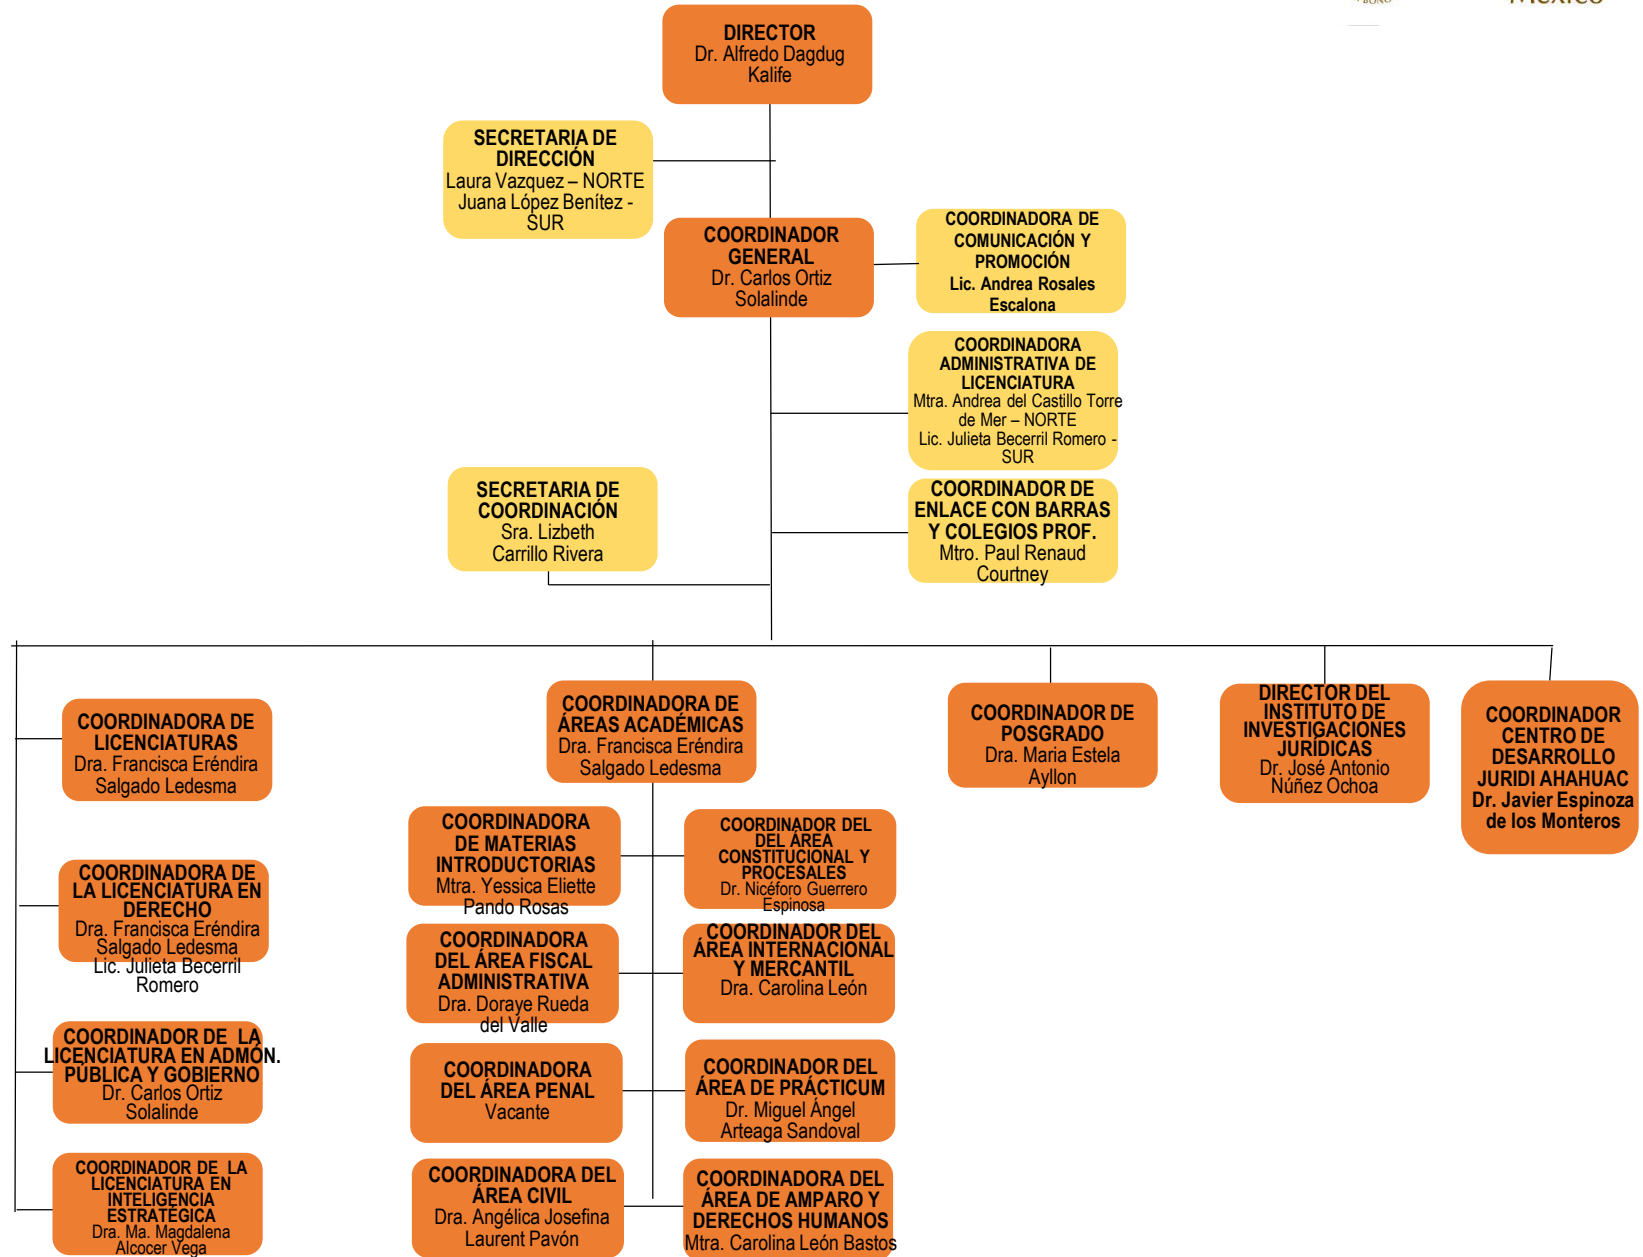 BONO
MÉXICO
DIRECTOR
Dr. Alfredo Dagdug
Kalife
SECRETARIA DE
DIRECCIÓN
Laura Vazquez – NORTE
Juana López Benítez -
SUR
COORDINADOR
GENERAL
Dr. Carlos Ortiz
Solalinde
COORDINADORA DE
COMUNICACIÓN Y
PROMOCIÓN
Lic. Andrea Rosales
Escalona
COORDINADORA
ADMINISTRATIVA DE
LICENCIATURA
Mtra. Andrea del Castillo Torre
de Mer – NORTE
Lic. Julieta Becerril Romero -
SUR
SECRETARIA DE
COORDINACIÓN
Sra. Lizbeth
Carrillo Rivera
COORDINADOR DE
ENLACE CON BARRAS
Y COLEGIOS PROF.
Mtro. Paul Renaud
Courtney
COORDINADORA DE
LICENCIATURAS
Dra. Francisca Eréndira
Salgado Ledesma
COORDINADORA DE
ÁREAS ACADÉMICAS
Dra. Francisca Eréndira
Salgado Ledesma
COORDINADOR DE
POSGRADO
Dra. Maria Estela
Ayllon
DIRECTOR DEL
INSTITUTO DE
INVESTIGACIONES
JURÍDICAS
Dr. José Antonio
Núñez Ochoa
COORDINADOR
CENTRO DE
DESARROLLO
JURIDI AHAHUAC
Dr. Javier Espinoza
de los Monteros
COORDINADORA DE
LA LICENCIATURA EN
DERECHO
Dra. Francisca Eréndira
Salgado Ledesma
Lic. Julieta Becerril
Romero
COORDINADOR DE  LA
LICENCIATURA EN ADMÓN.
PÚBLICA Y GOBIERNO
Dr. Carlos Ortiz
Solalinde
COORDINADOR DE  LA
LICENCIATURA EN
INTELIGENCIA
ESTRATÉGICA
Dra. Ma. Magdalena
Alcocer Vega
COORDINADORA
DE MATERIAS
INTRODUCTORIAS
Mtra. Yessica Eliette
Pando Rosas
COORDINADOR DEL
DEL ÁREA
CONSTITUCIONAL Y
PROCESALES
Dr. Nicéforo Guerrero
Espinosa
COORDINADORA
DEL ÁREA FISCAL
ADMINISTRATIVA
Dra. Doraye Rueda
del Valle
COORDINADOR DEL
ÁREA INTERNACIONAL
Y MERCANTIL
Dra. Carolina León
COORDINADORA
DEL ÁREA PENAL
Vacante
COORDINADOR DEL
ÁREA DE PRÁCTICUM
Dr. Miguel Ángel
Arteaga Sandoval
COORDINADORA DEL
ÁREA CIVIL
Dra. Angélica Josefina
Laurent Pavón
COORDINADORA DEL
ÁREA DE AMPARO Y
DERECHOS HUMANOS
Mtra. Carolina León Bastos